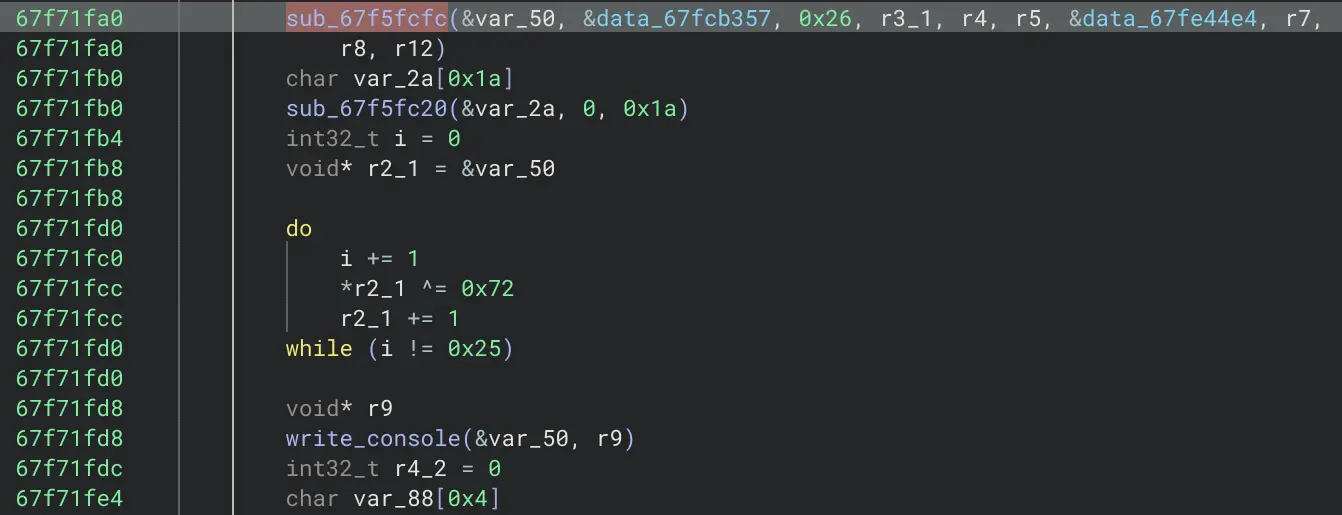 67f71fa0 sub_67f5fcfc(&var_50, &data_67fcb357, 0x26, r3_1, r4, r5, &data_67fe44e4, r7,
67f71fa0 r8, r12)
67f71fb0 char var_2a[0x1a]
67f71fb0 sub_67f5fc20(&var_2a, 0, 0x1a)
67f71fb4 int32_t i = 0
67f71fb8 void* r2_1 = &var_50
67f71fb8
67f71fd0 do
67f71fc0 i += 1
67f71fcc *r2_1 ^= 0x72
67f71fcc r2_1 += 1
67f71fd0 while (i != 0x25)
67f71fd0
67f71fd8 void* r9
67f71fd8 write_console(&var_50, r9)
67f71fdc int32_t r4_2 = 0
67f71fe4 char var_88[0x4]